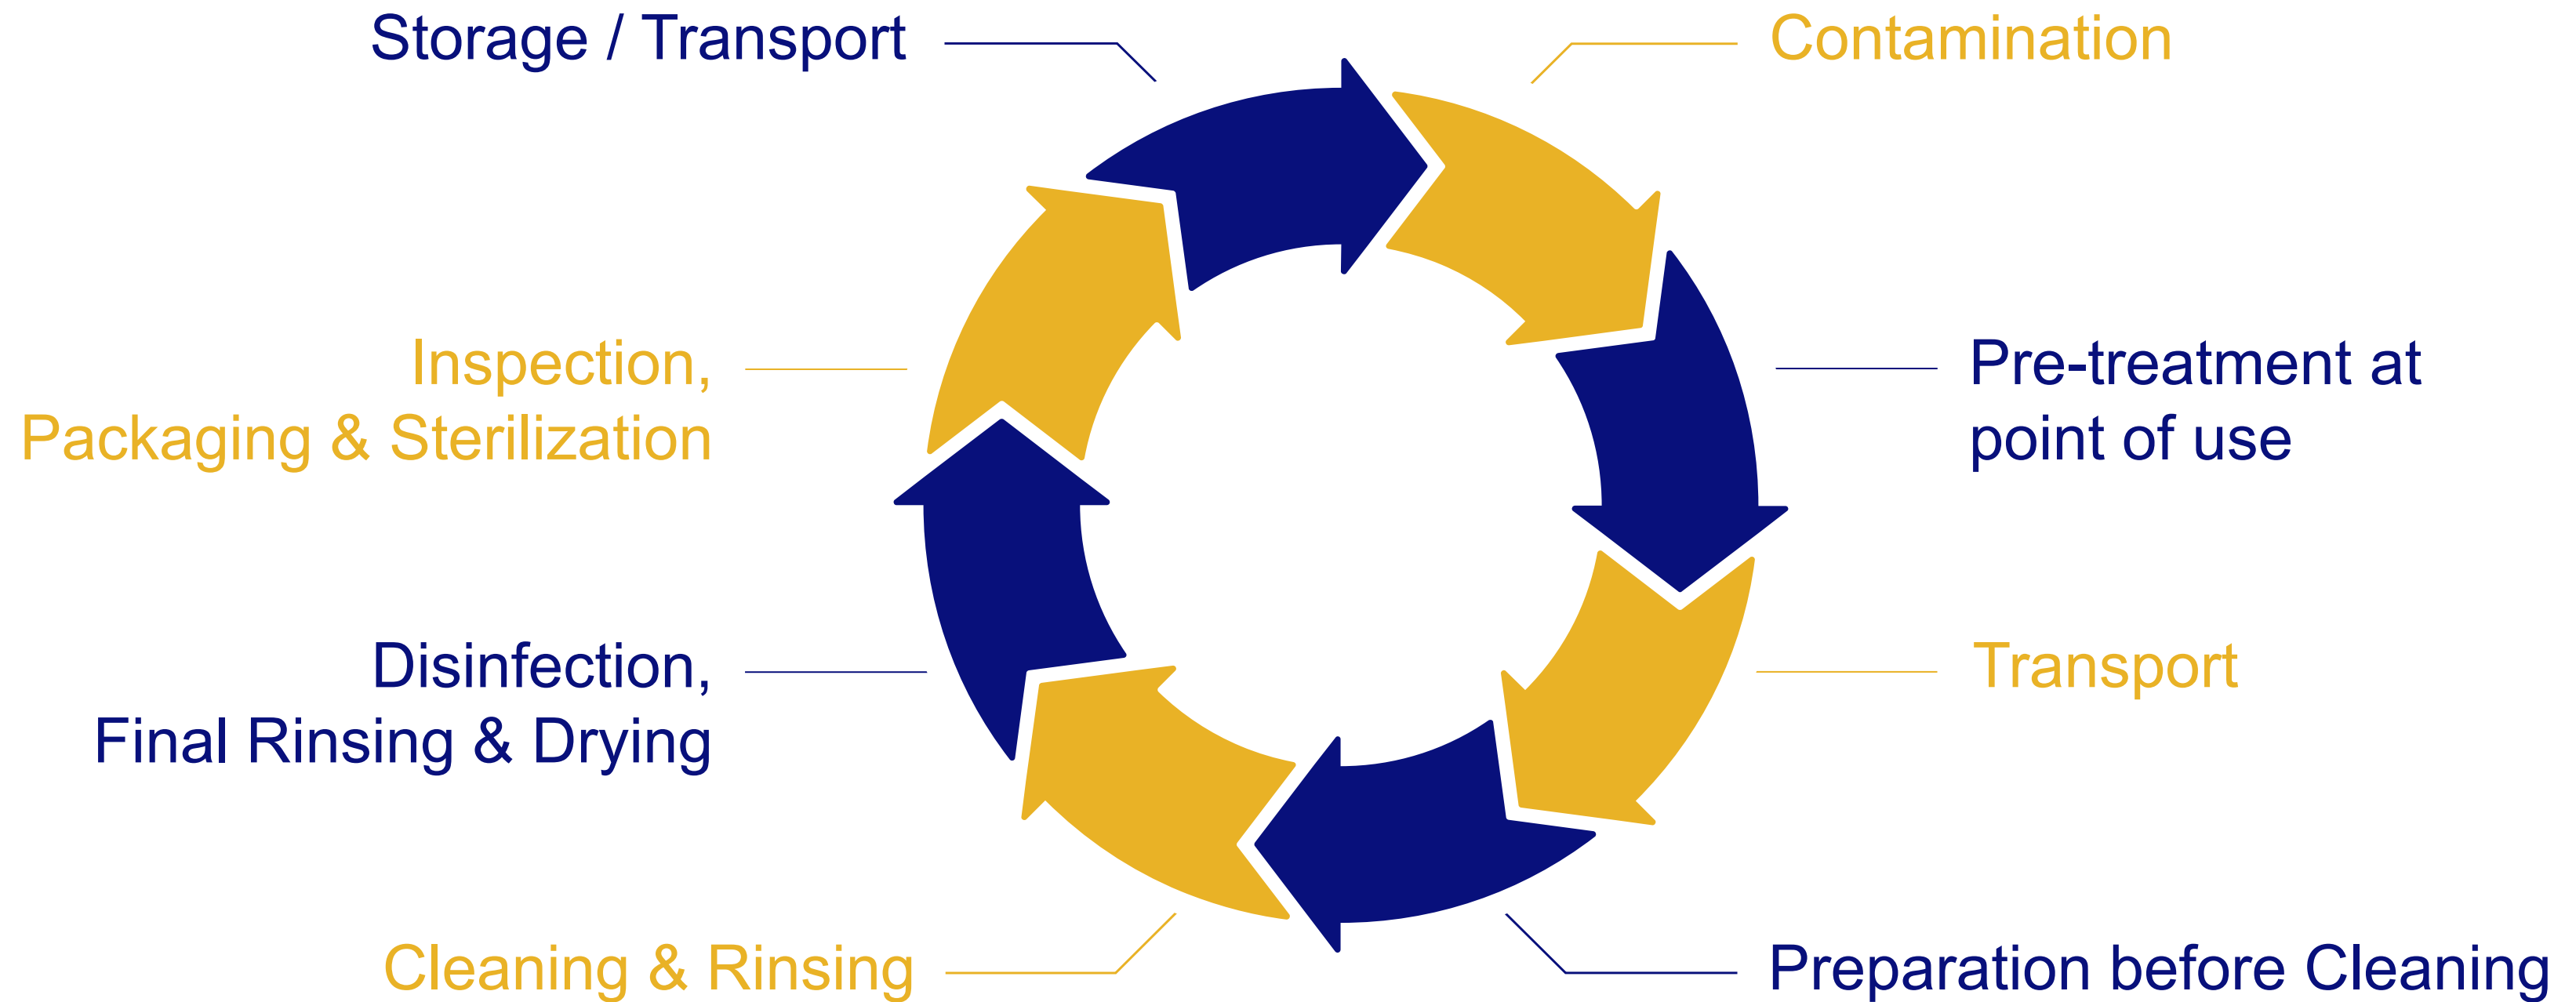 Storage / Transport
Contamination
Inspection,
Packaging & Sterilization
Pre-treatment at
point of use
Disinfection,
Final Rinsing & Drying
Transport
Cleaning & Rinsing
Preparation before Cleaning